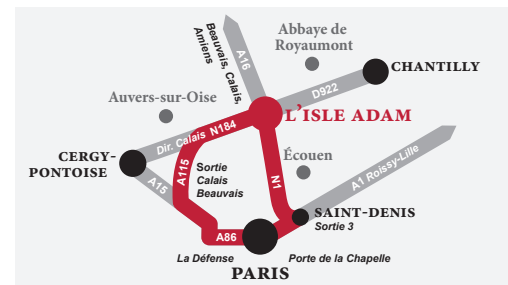 Beauvais, Calais,
Amiens
A16
Abbaye de
Royaumont
CHANTILLY
D922
Auvers-sur-Oise
L'ISLE ADAM
Dir. Calais N184
CERGY-
PONTOISE
A15
A115
Sortie
Calais
Beauvais
N1
Écouen
A1 Roissy-Lille
SAINT-DENIS
Sortie 3
A86
La Défense
Porte de la Chapelle
PARIS